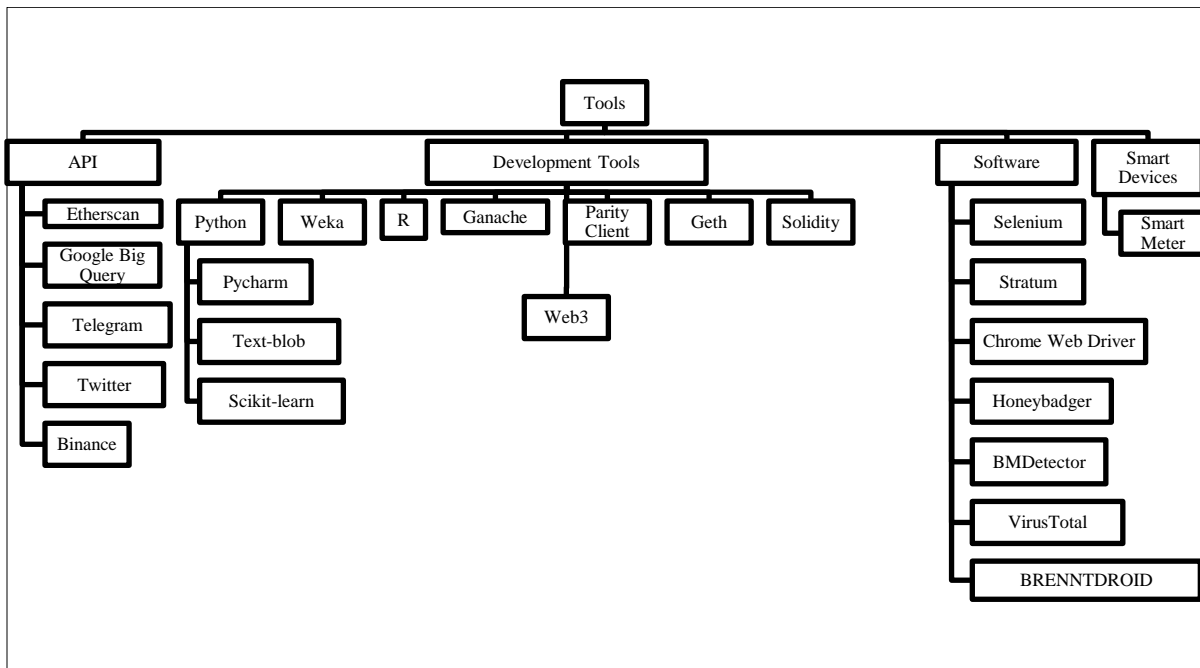 Tools
API
Development Tools
Software
Smart
Devices
Etherscan
Google Big
Query
Telegram
Twitter
Binance
Python
Weka
R
Ganache
Parity
Client
Geth
Solidity
Pycharm
Text-blob
Scikit-learn
Web3
Selenium
Stratum
Chrome Web Driver
Honeybadger
BMDetector
VirusTotal
BRENNTDROID
Smart
Meter